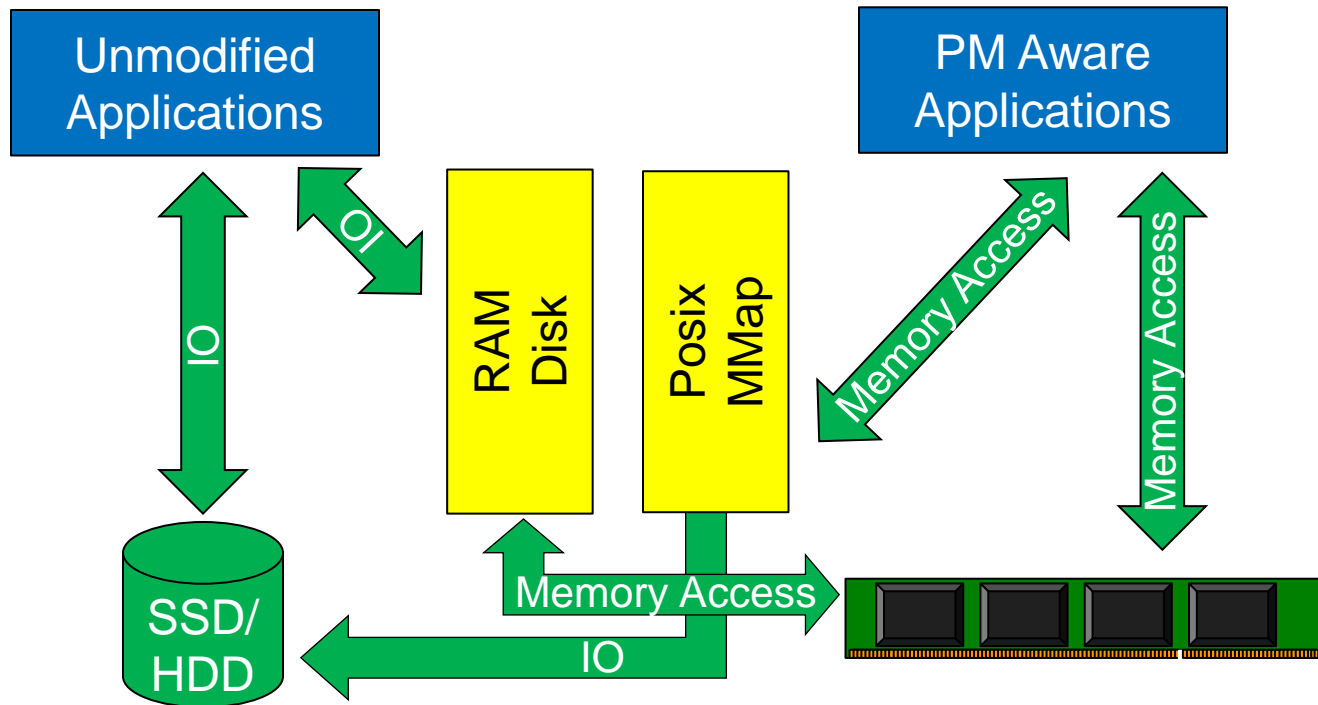 Unmodified
Applications
PM Aware
Applications
IO
IO
RAM
Disk
Posix
MMap
Memory Access
Memory Access
Memory Access
IO
SSD/
HDD